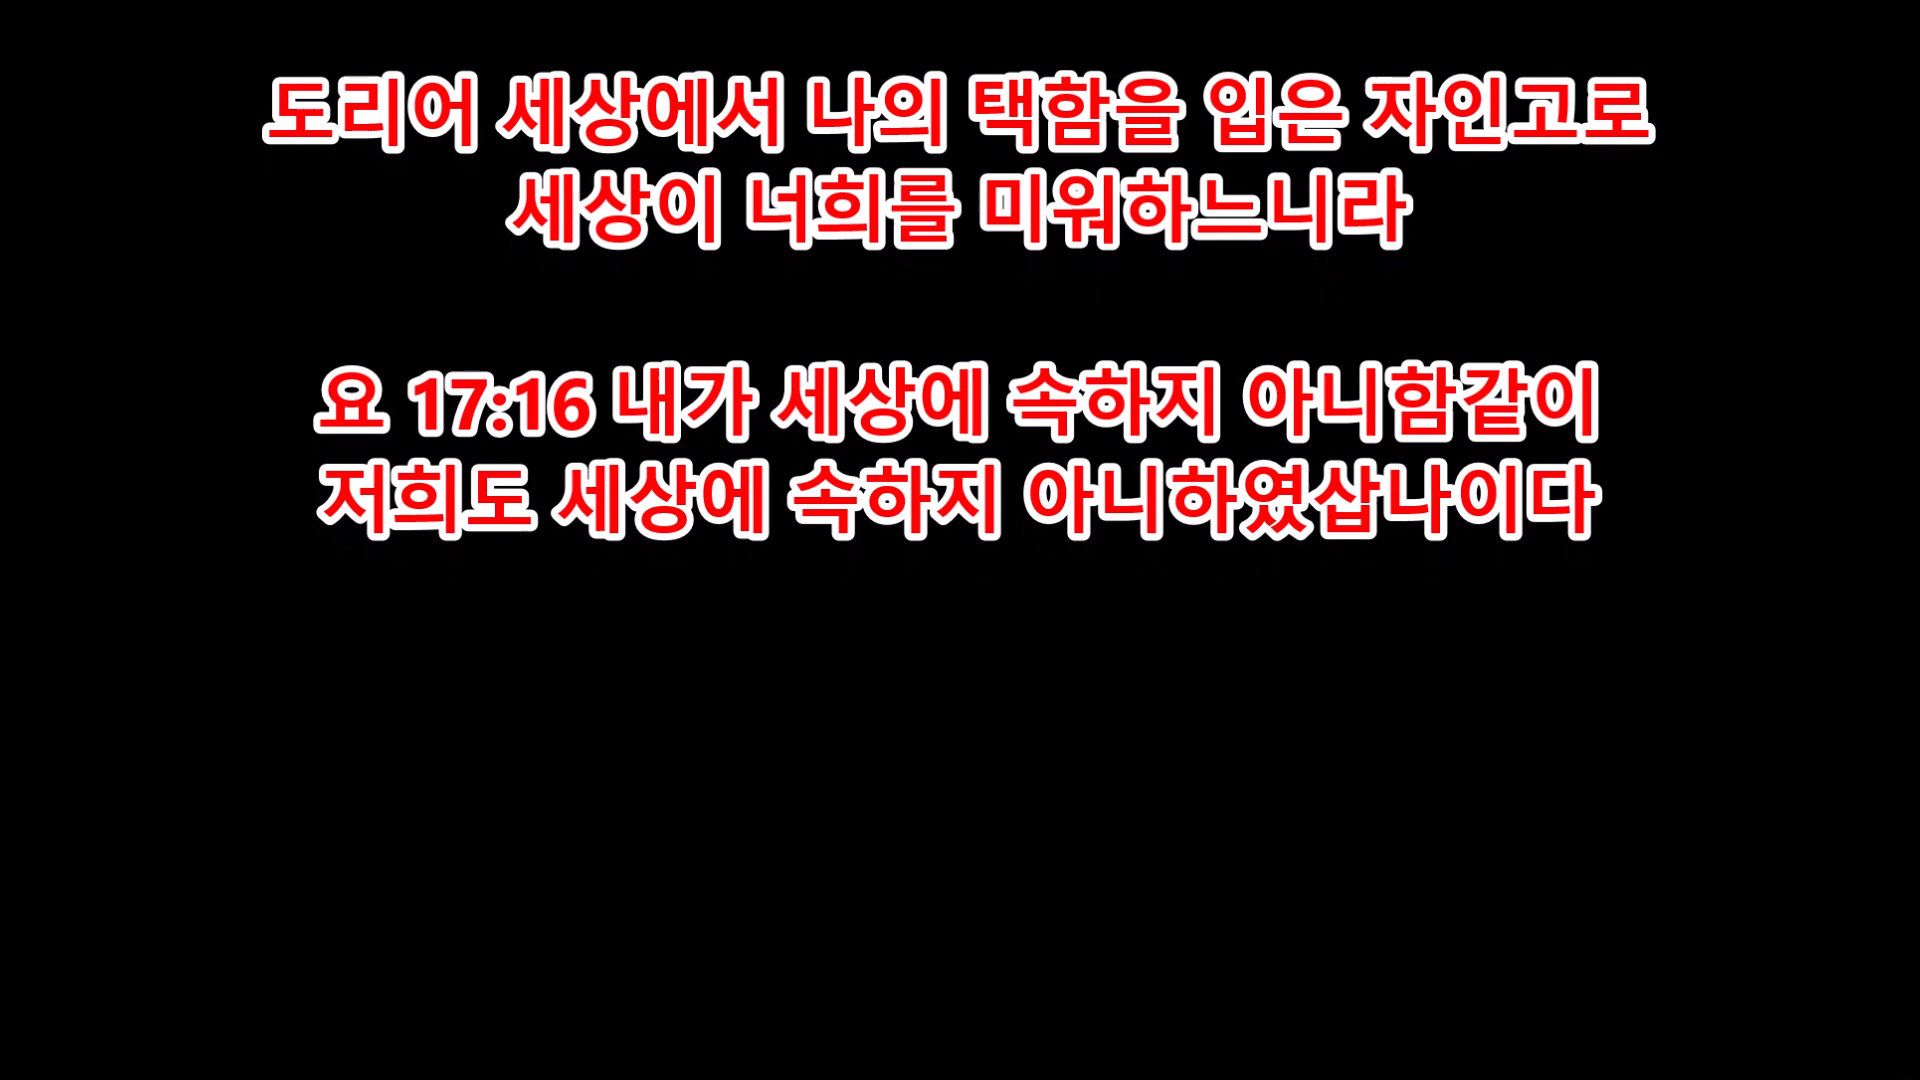 도리어 세상에서 나의 택함을 입은 자인고로
세상이 너희를 미워하느니라
요 17:16 내가 세상에 속하지 아니함같이
저희도 세상에 속하지 아니하였삽나이다